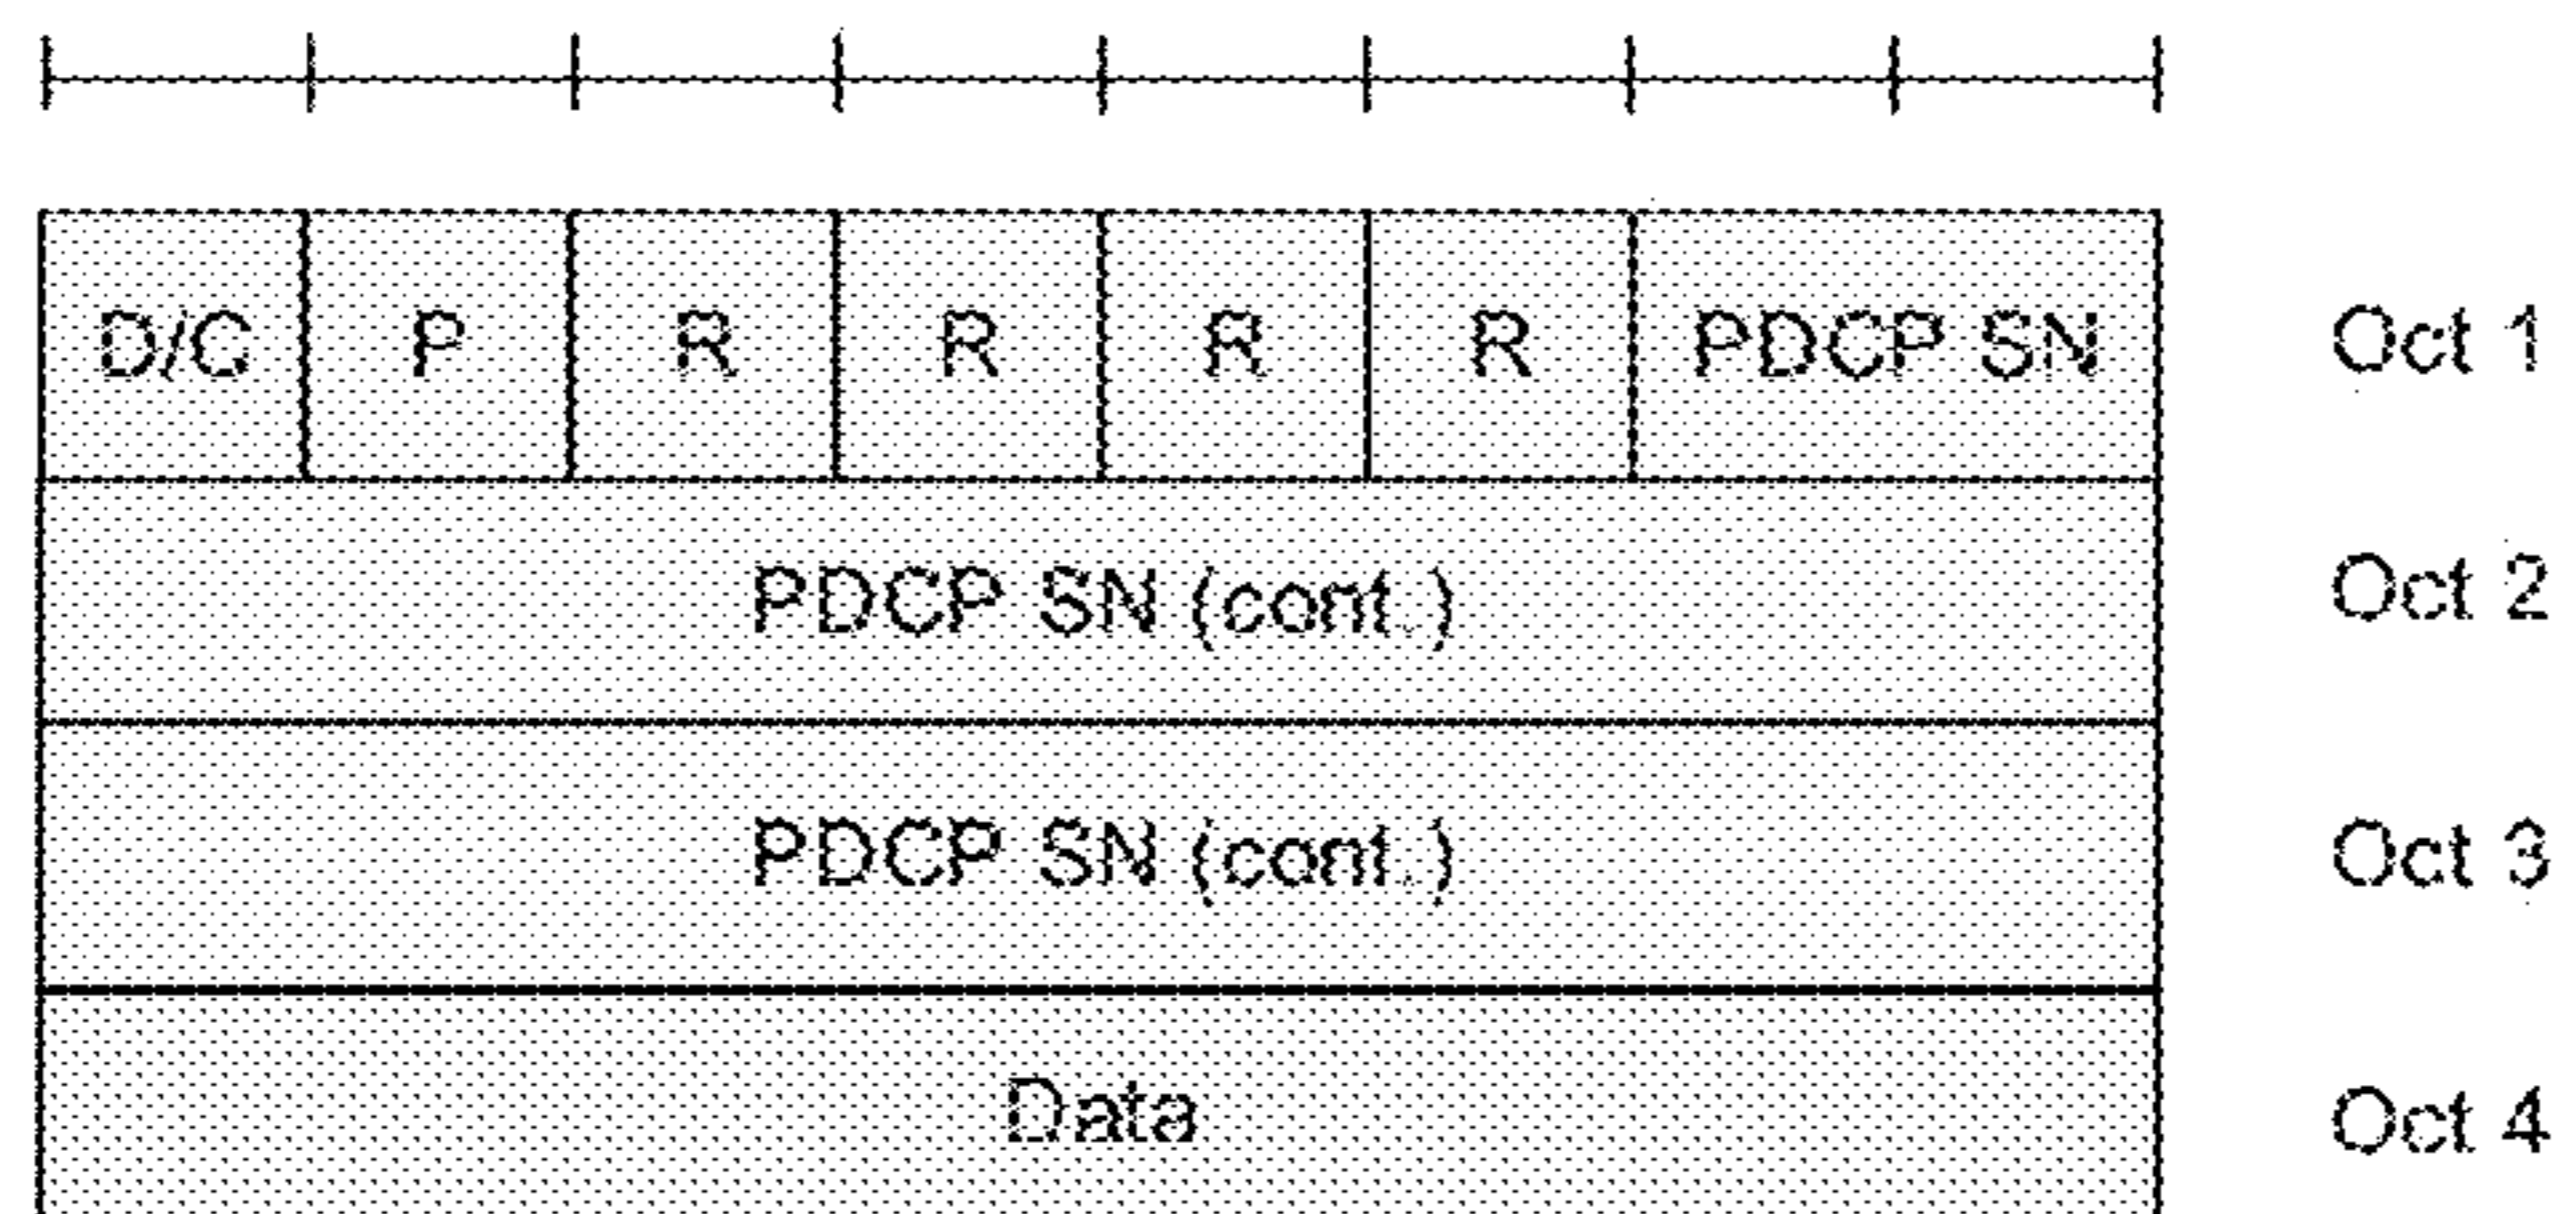 D/C P R R R R PDCP SN Oct 1
PDCP SN (cont.) Oct 2
PDCP SN (cont.) Oct 3
Data Oct 4